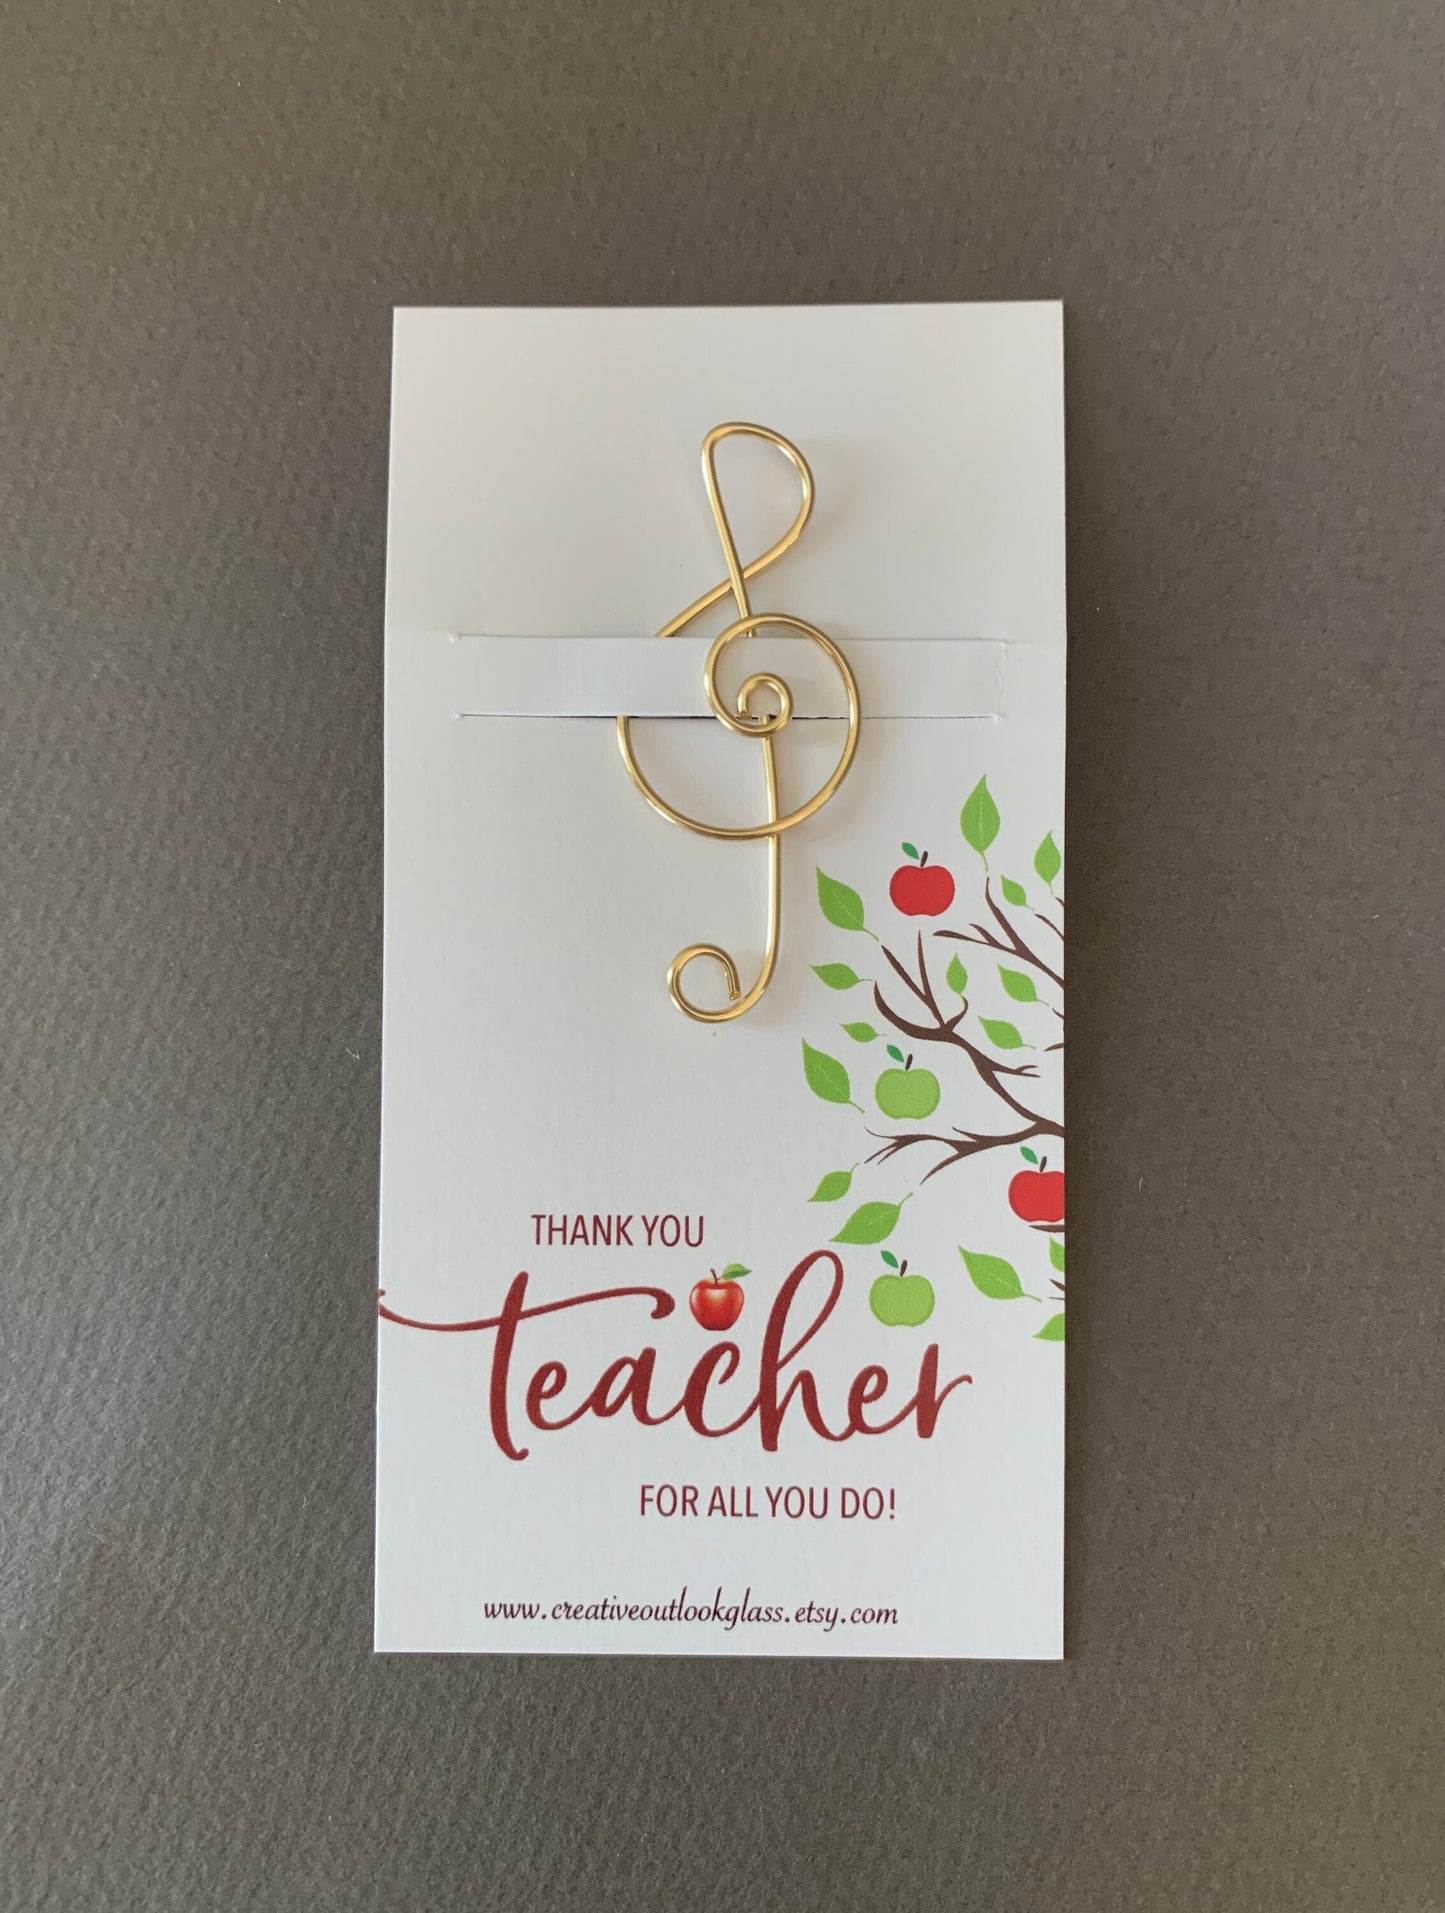 THANK YOU
teacher
FOR ALL YOU DO!
www.creativeoutlookglass.etsy.com